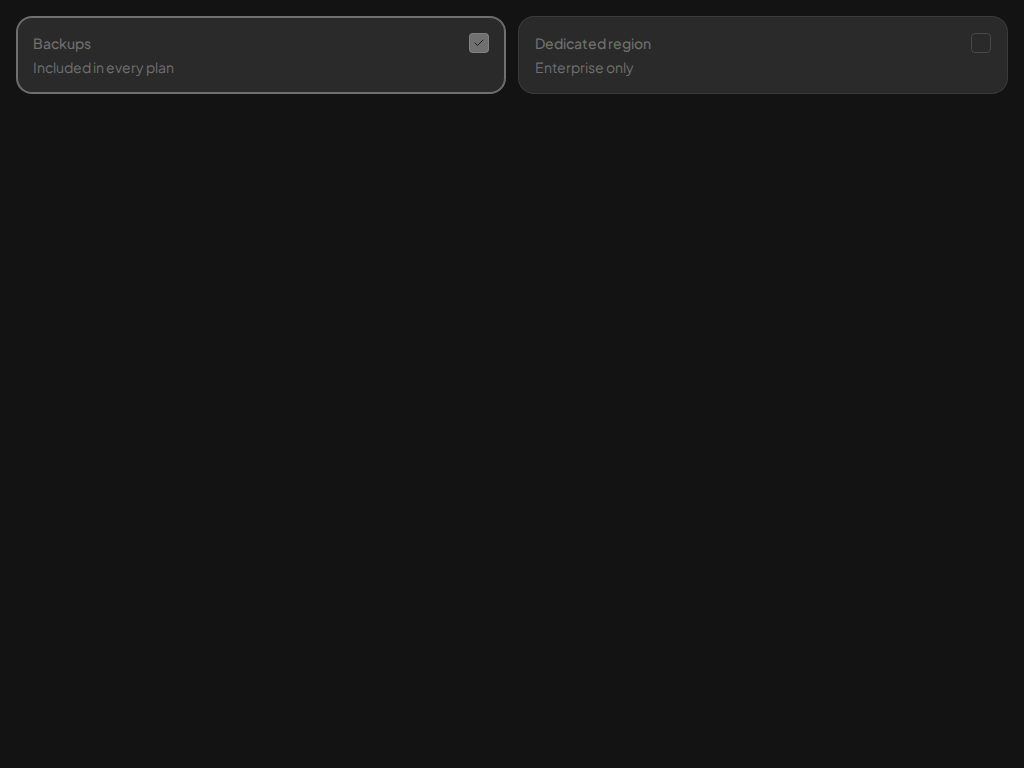 Backups
Included in every plan
Dedicated region
Enterprise only